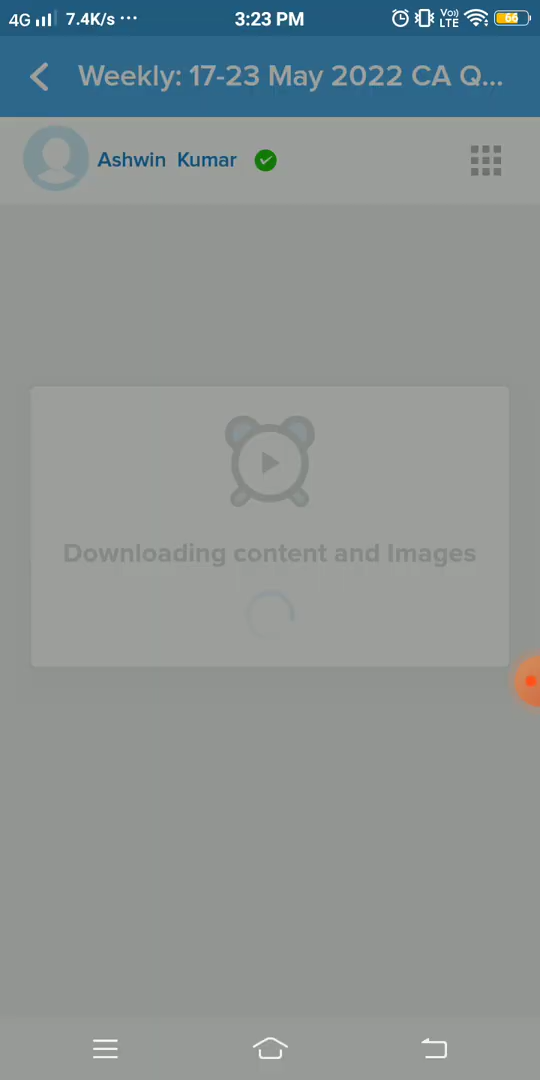 4G 7.4K/s ... 3:23 PM Vo)) LTE 66
Weekly: 17-23 May 2022 CA Q...
Ashwin Kumar
Downloading content and Images